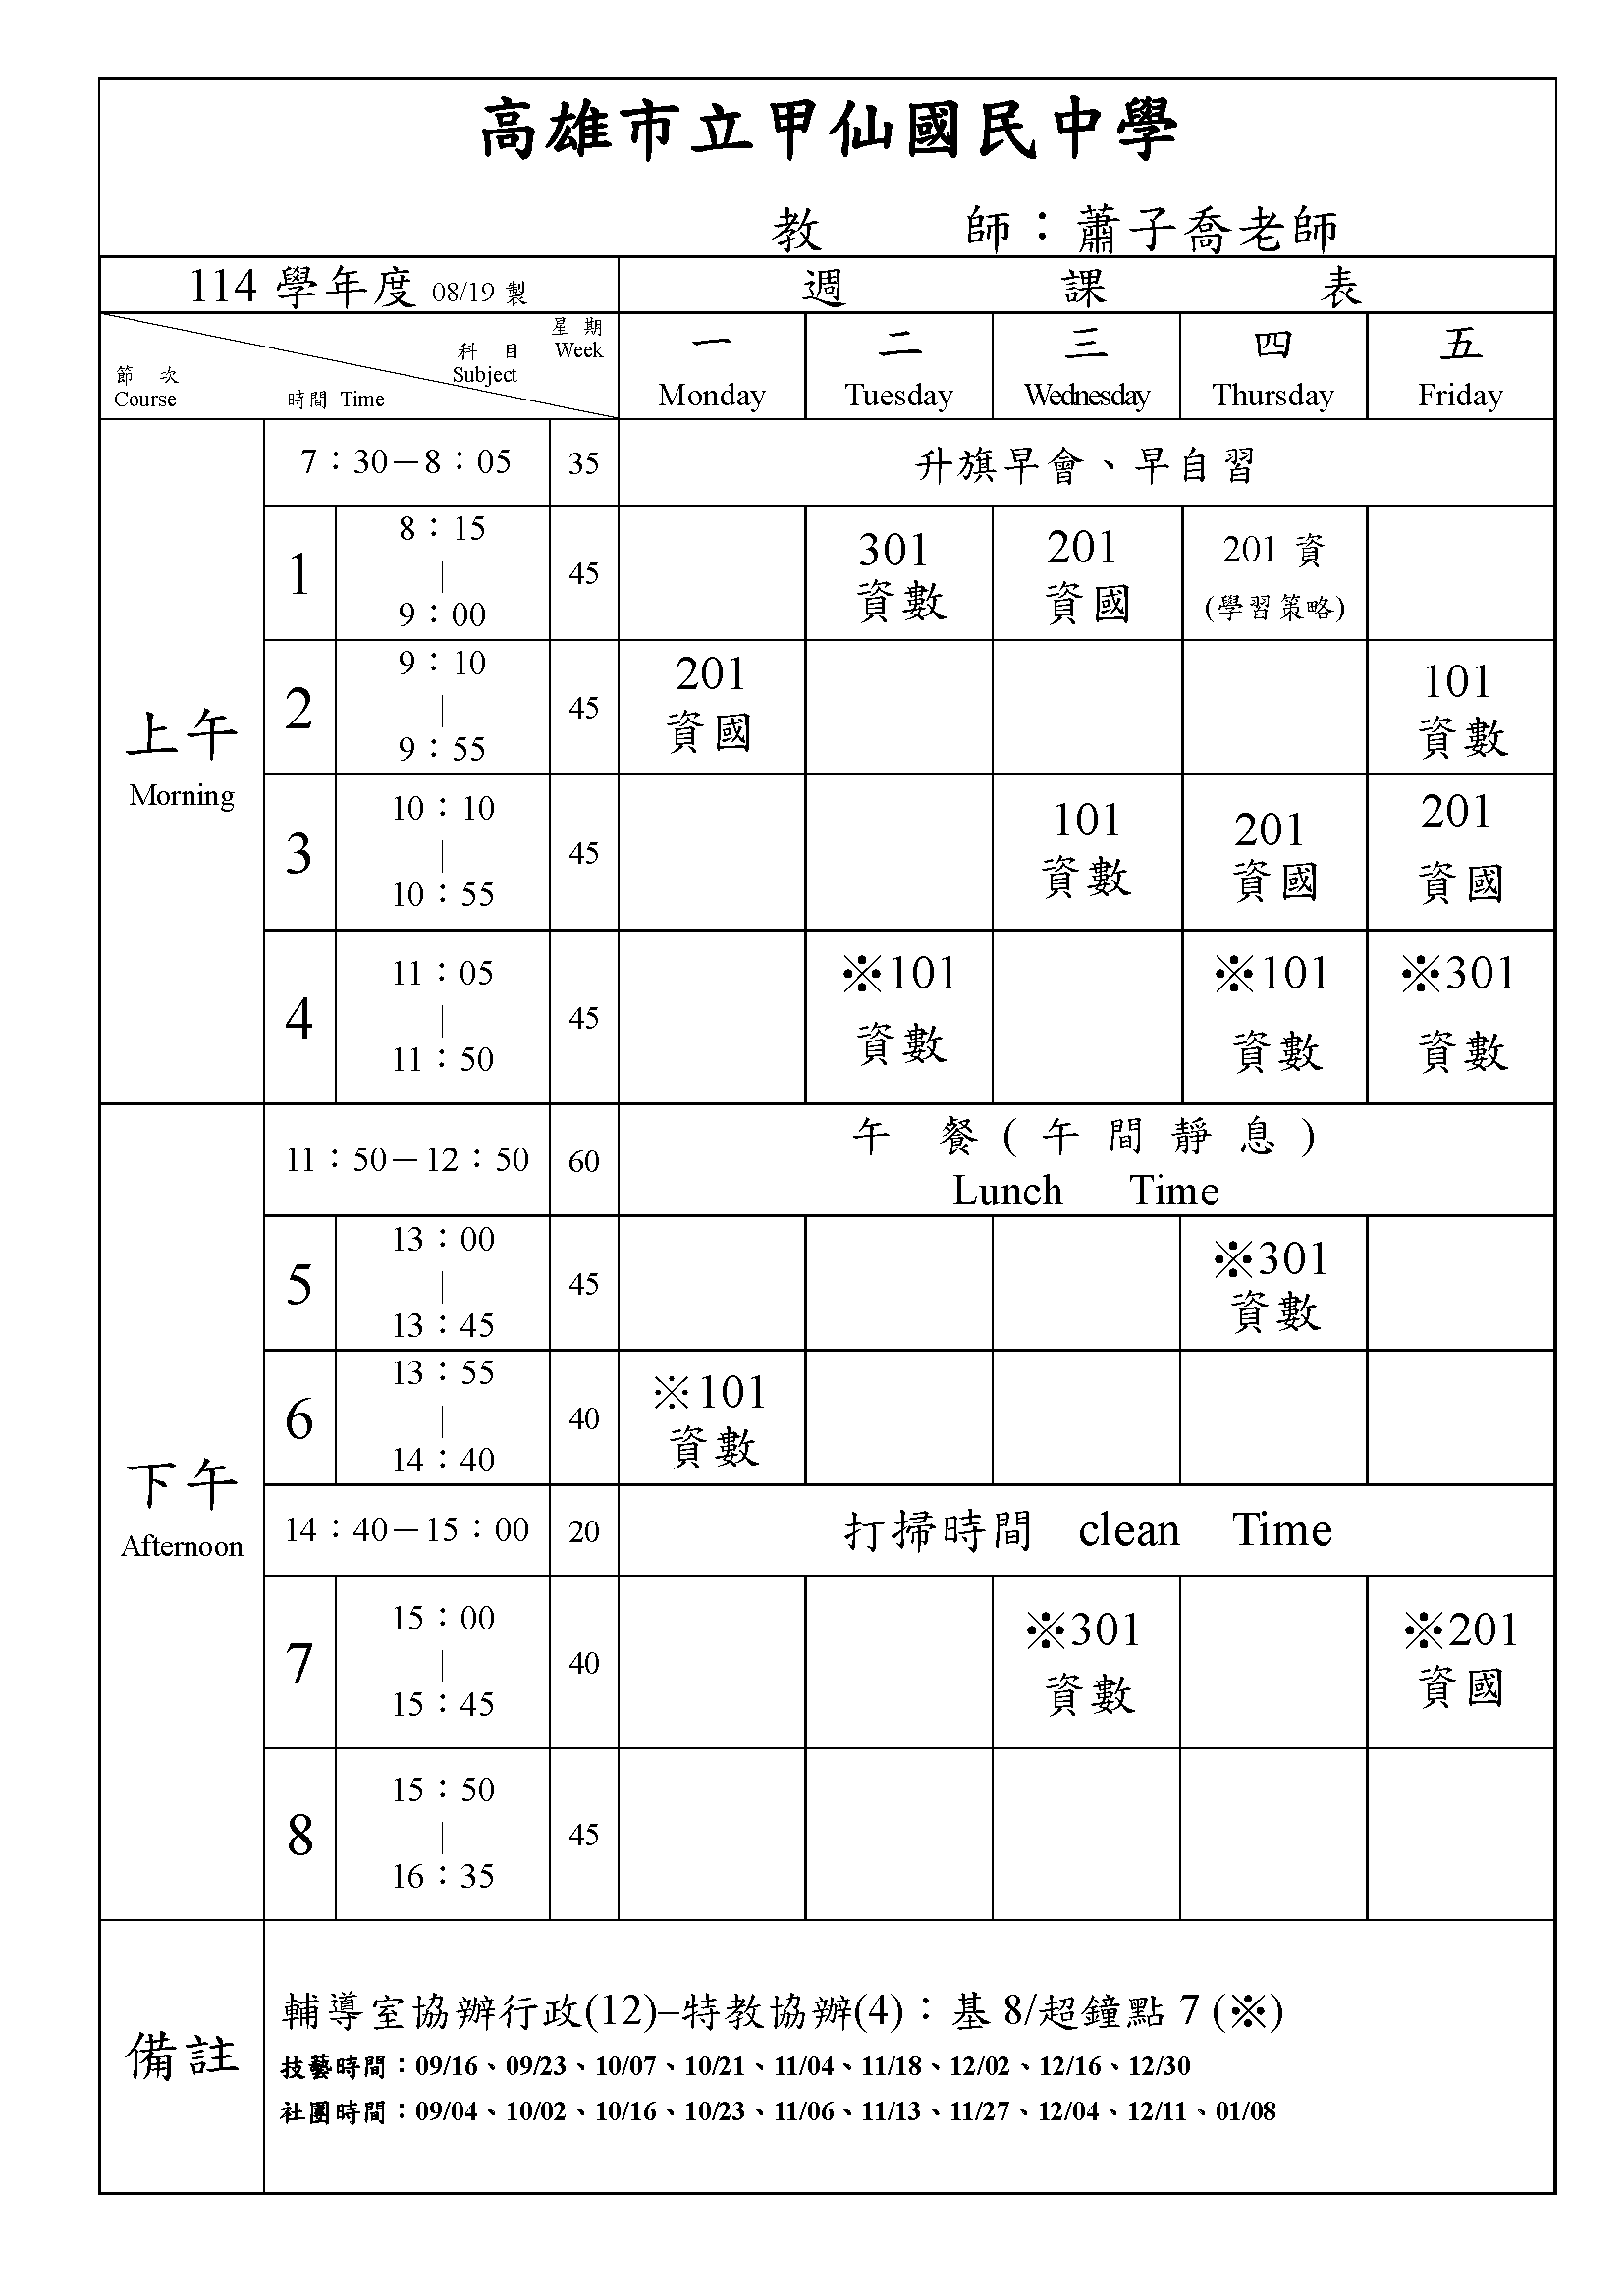 高雄市立甲仙國民中學
教 師：蕭子喬老師
114 學年度 08/19 製 週 課 表
節 次 Course 時間 Time 科 目 Subject 星 期 Week
一 二 三 四 五
Monday Tuesday Wednesday Thursday Friday
上午
Morning
7：30－8：05 35 升旗早會、早自習
1 8：15｜9：00 45
301 201 201 資
資數 資國 (學習策略)
2 9：10｜9：55 45
201 101
資國 資數
3 10：10｜10：55 45
101 201 201
資數 資國 資國
4 11：05｜11：50 45
※101 ※101 ※301
資數 資數 資數
下午
Afternoon
11：50－12：50 60 午 餐 ( 午 間 靜 息 )
Lunch Time
5 13：00｜13：45 45
※301
資數
6 13：55｜14：40 40
※101
資數
14：40－15：00 20 打掃時間 clean Time
7 15：00｜15：45 40
※301 ※201
資數 資國
8 15：50｜16：35 45
備註
輔導室協辦行政(12)–特教協辦(4)：基 8/超鐘點 7 (※)
技藝時間：09/16、09/23、10/07、10/21、11/04、11/18、12/02、12/16、12/30
社團時間：09/04、10/02、10/16、10/23、11/06、11/13、11/27、12/04、12/11、01/08